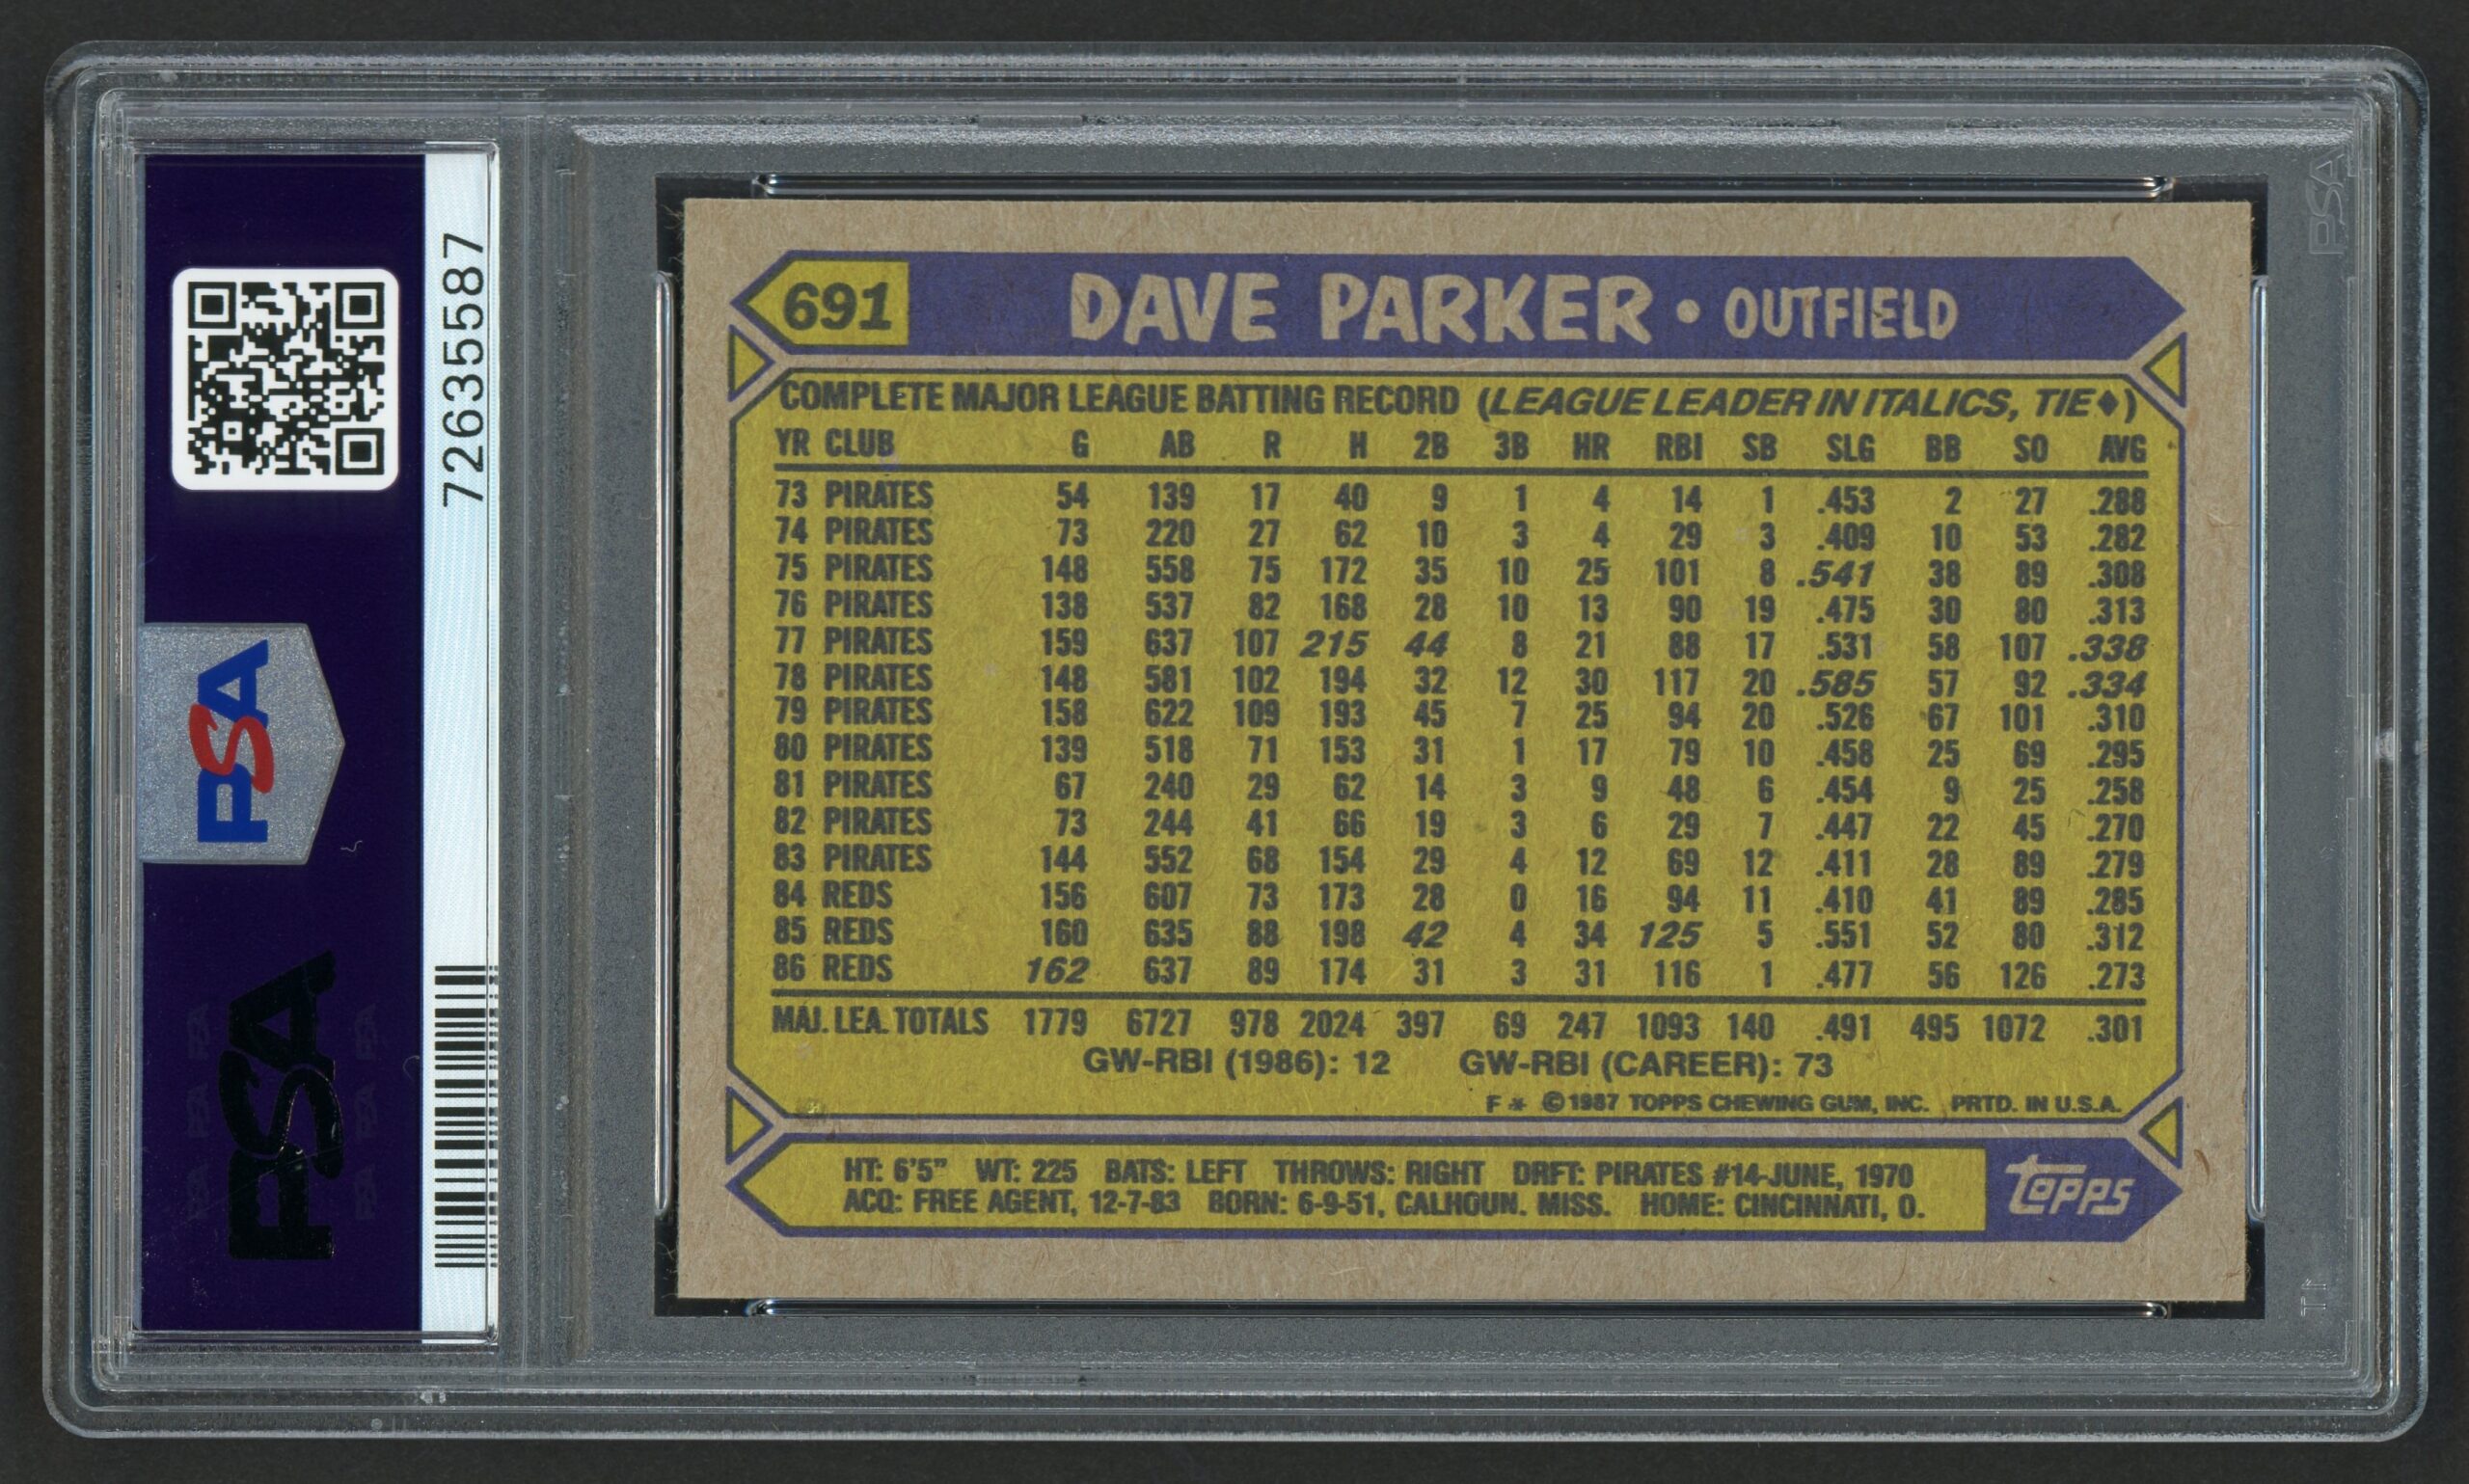 72635587
PSA
PSA
691 DAVE PARKER • OUTFIELD
COMPLETE MAJOR LEAGUE BATTING RECORD (LEAGUE LEADER IN ITALICS, TIE♦)
YR CLUB G AB R H 2B 3B HR RBI SB SLG BB SO AVG
73 PIRATES 54 139 17 40 9 1 4 14 1 .453 2 27 .288
74 PIRATES 73 220 27 62 10 3 4 29 3 .409 10 53 .282
75 PIRATES 148 558 75 172 35 10 25 101 8 .541 38 89 .308
76 PIRATES 138 537 82 168 28 10 13 90 19 .475 30 80 .313
77 PIRATES 159 637 107 215 44 8 21 88 17 .531 58 107 .338
78 PIRATES 148 581 102 194 32 12 30 117 20 .585 57 92 .334
79 PIRATES 158 622 109 193 45 7 25 94 20 .526 67 101 .310
80 PIRATES 139 518 71 153 31 1 17 79 10 .458 25 69 .295
81 PIRATES 67 240 29 62 14 3 9 48 6 .454 9 25 .258
82 PIRATES 73 244 41 66 19 3 6 29 7 .447 22 45 .270
83 PIRATES 144 552 68 154 29 4 12 69 12 .411 28 89 .279
84 REDS 156 607 73 173 28 0 16 94 11 .410 41 89 .285
85 REDS 160 635 88 198 42 4 34 125 5 .551 52 80 .312
86 REDS 162 637 89 174 31 3 31 116 1 .477 56 126 .273
MAJ. LEA. TOTALS 1779 6727 978 2024 397 69 247 1093 140 .491 495 1072 .301
GW-RBI (1986): 12 GW-RBI (CAREER): 73
F * ©1987 TOPPS CHEWING GUM, INC. PRTD. IN U.S.A.
HT: 6'5" WT: 225 BATS: LEFT THROWS: RIGHT DRFT: PIRATES #14-JUNE, 1970
ACQ: FREE AGENT, 12-7-83 BORN: 6-9-51, CALHOUN. MISS. HOME: CINCINNATI, O.
topps
PSA